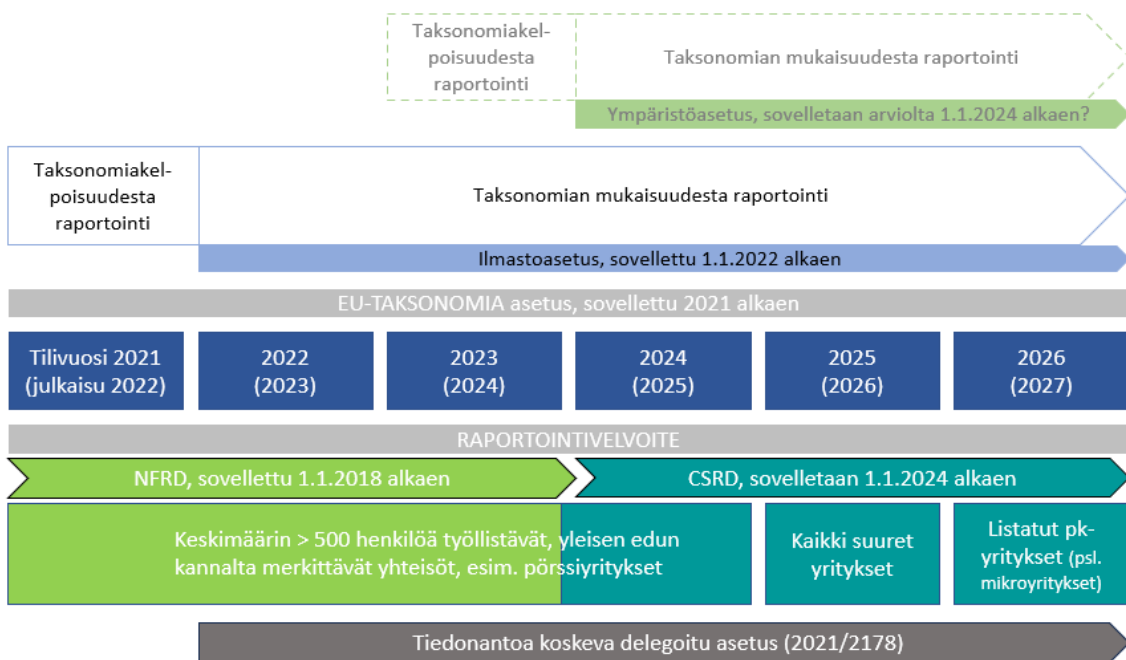 Taksonomiakel-
poisuudesta
raportointi
Taksonomian mukaisuudesta raportointi
Ympäristöasetus, sovelletaan arviolta 1.1.2024 alkaen?
Taksonomiakel-
poisuudesta
raportointi
Taksonomian mukaisuudesta raportointi
Ilmastoasetus, sovellettu 1.1.2022 alkaen
EU-TAKSONOMIA asetus, sovellettu 2021 alkaen
Tilivuosi 2021
(julkaisu 2022)
2022
(2023)
2023
(2024)
2024
(2025)
2025
(2026)
2026
(2027)
RAPORTOINTIVELVOITE
NFRD, sovellettu 1.1.2018 alkaen
CSRD, sovelletaan 1.1.2024 alkaen
Keskimäärin > 500 henkilöä työllistävät, yleisen edun
kannalta merkittävät yhteisöt, esim. pörssiyritykset
Kaikki suuret
yritykset
Listatut pk-
yritykset (psl.
mikroyritykset)
Tiedonantoa koskeva delegoitu asetus (2021/2178)